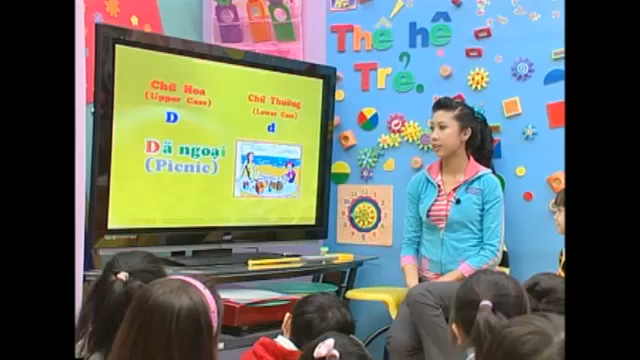 Chữ Hoa
(Upper Case)
D
Chữ Thường
(Lower Case)
d
Dã ngoại
(Picnic)
Thế hệ
Trẻ.